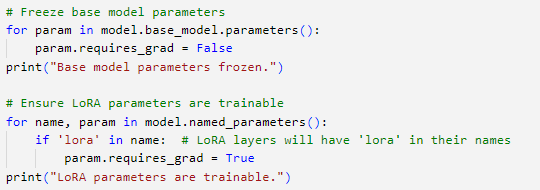 # Freeze base model parameters
for param in model.base_model.parameters():
    param.requires_grad = False
print("Base model parameters frozen.")

# Ensure LoRA parameters are trainable
for name, param in model.named_parameters():
    if 'lora' in name:  # LoRA layers will have 'lora' in their names
        param.requires_grad = True
print("LoRA parameters are trainable.")